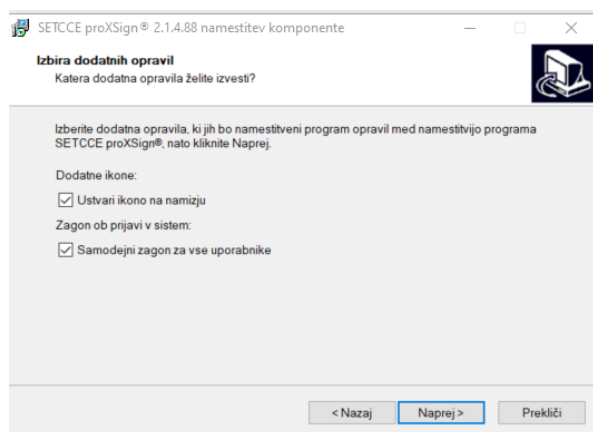 SETCCE proXSign® 2.1.4.88 namestitev komponente
Izbira dodatnih opravil
Katera dodatna opravila želite izvesti?
Izberite dodatna opravila, ki jih bo namestitveni program opravil med namestitvijo programa
SETCCE proXSign®, nato kliknite Naprej.
Dodatne ikone:
Ustvari ikono na namizju
Zagon ob prijavi v sistem:
Samodejni zagon za vse uporabnike
< Nazaj
Naprej >
Prekliči